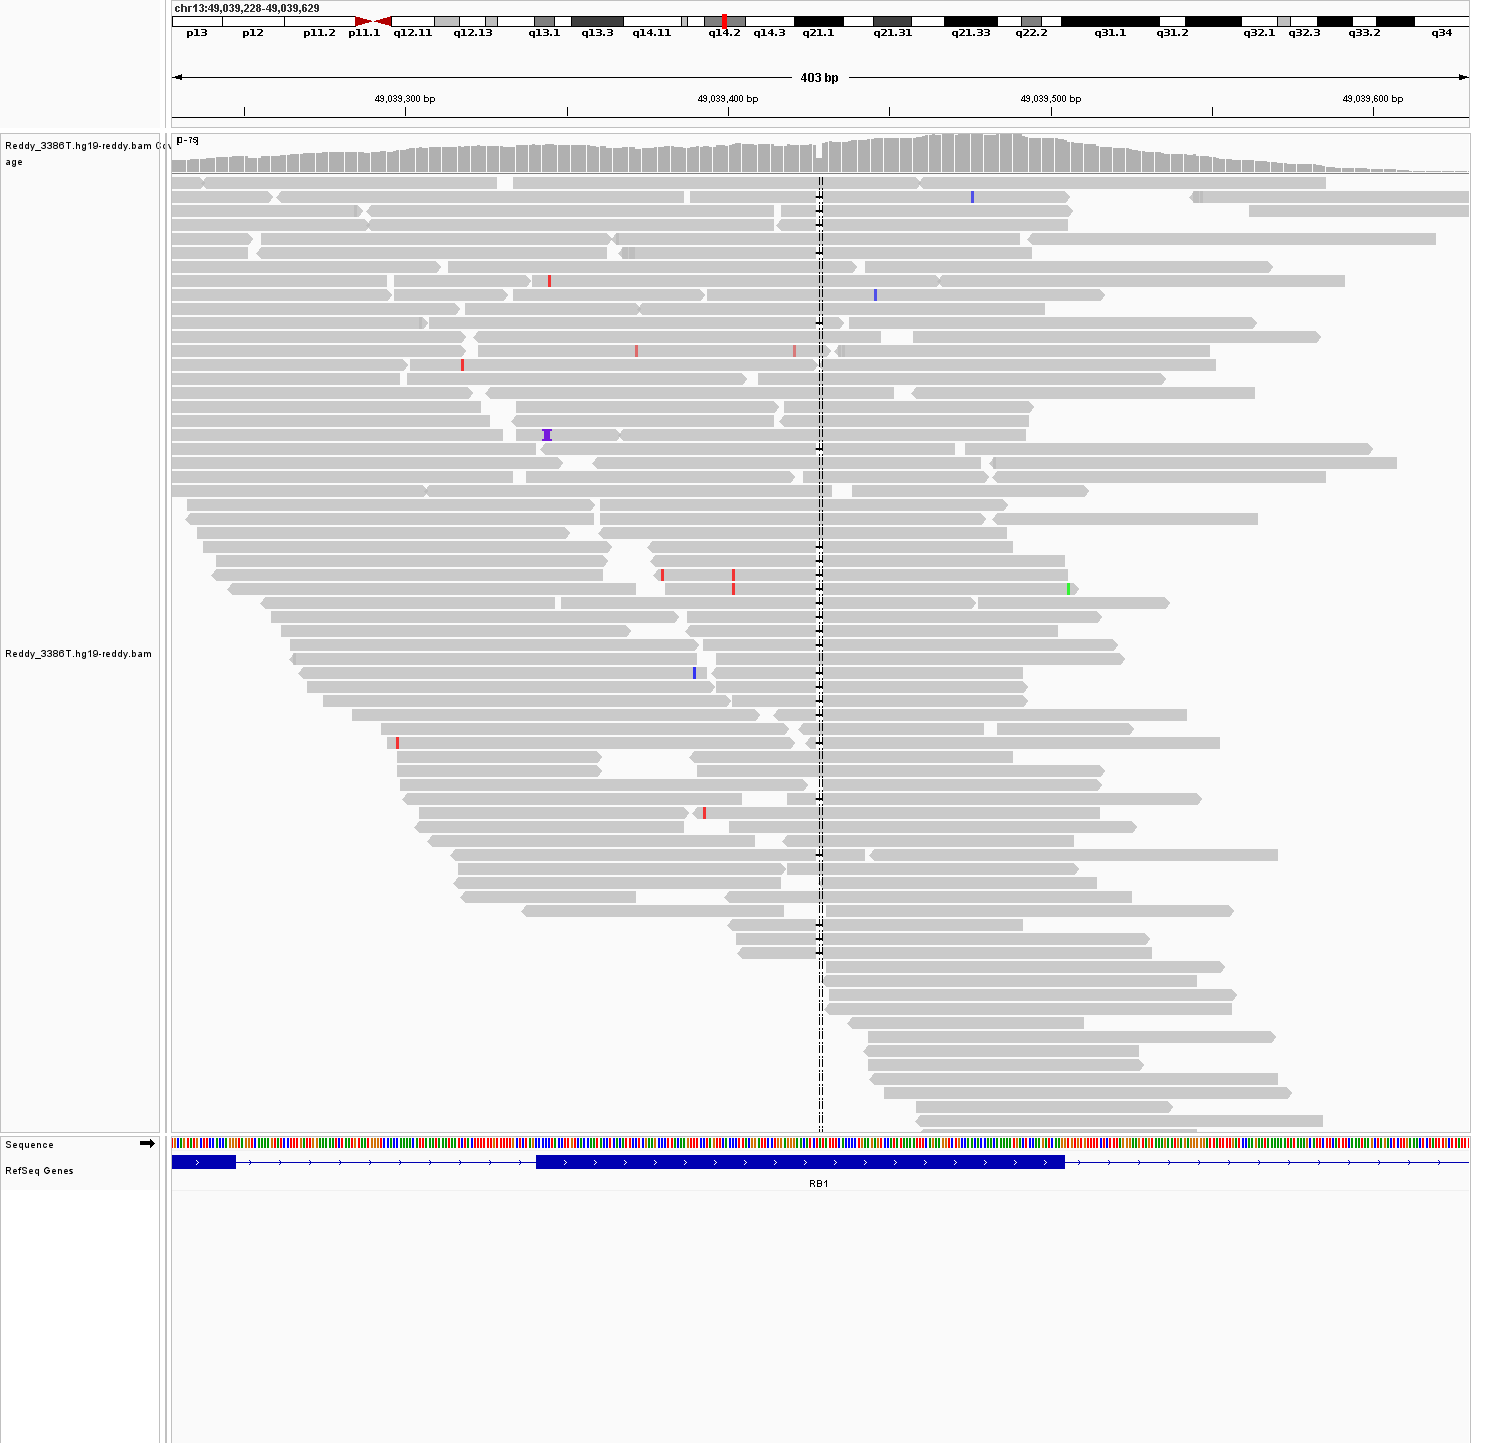 chr13:49,039,228-49,039,629
p13 p12 p11.2 p11.1 q12.11 q12.13 q13.1 q13.3 q14.11 q14.2 q14.3 q21.1 q21.31 q21.33 q22.2 q31.1 q31.2 q32.1 q32.3 q33.2 q34
403 bp
49,039,300 bp 49,039,400 bp 49,039,500 bp 49,039,600 bp
Reddy_3386T.hg19-reddy.bam Cov
age
Reddy_3386T.hg19-reddy.bam
Sequence
RefSeq Genes
RB1